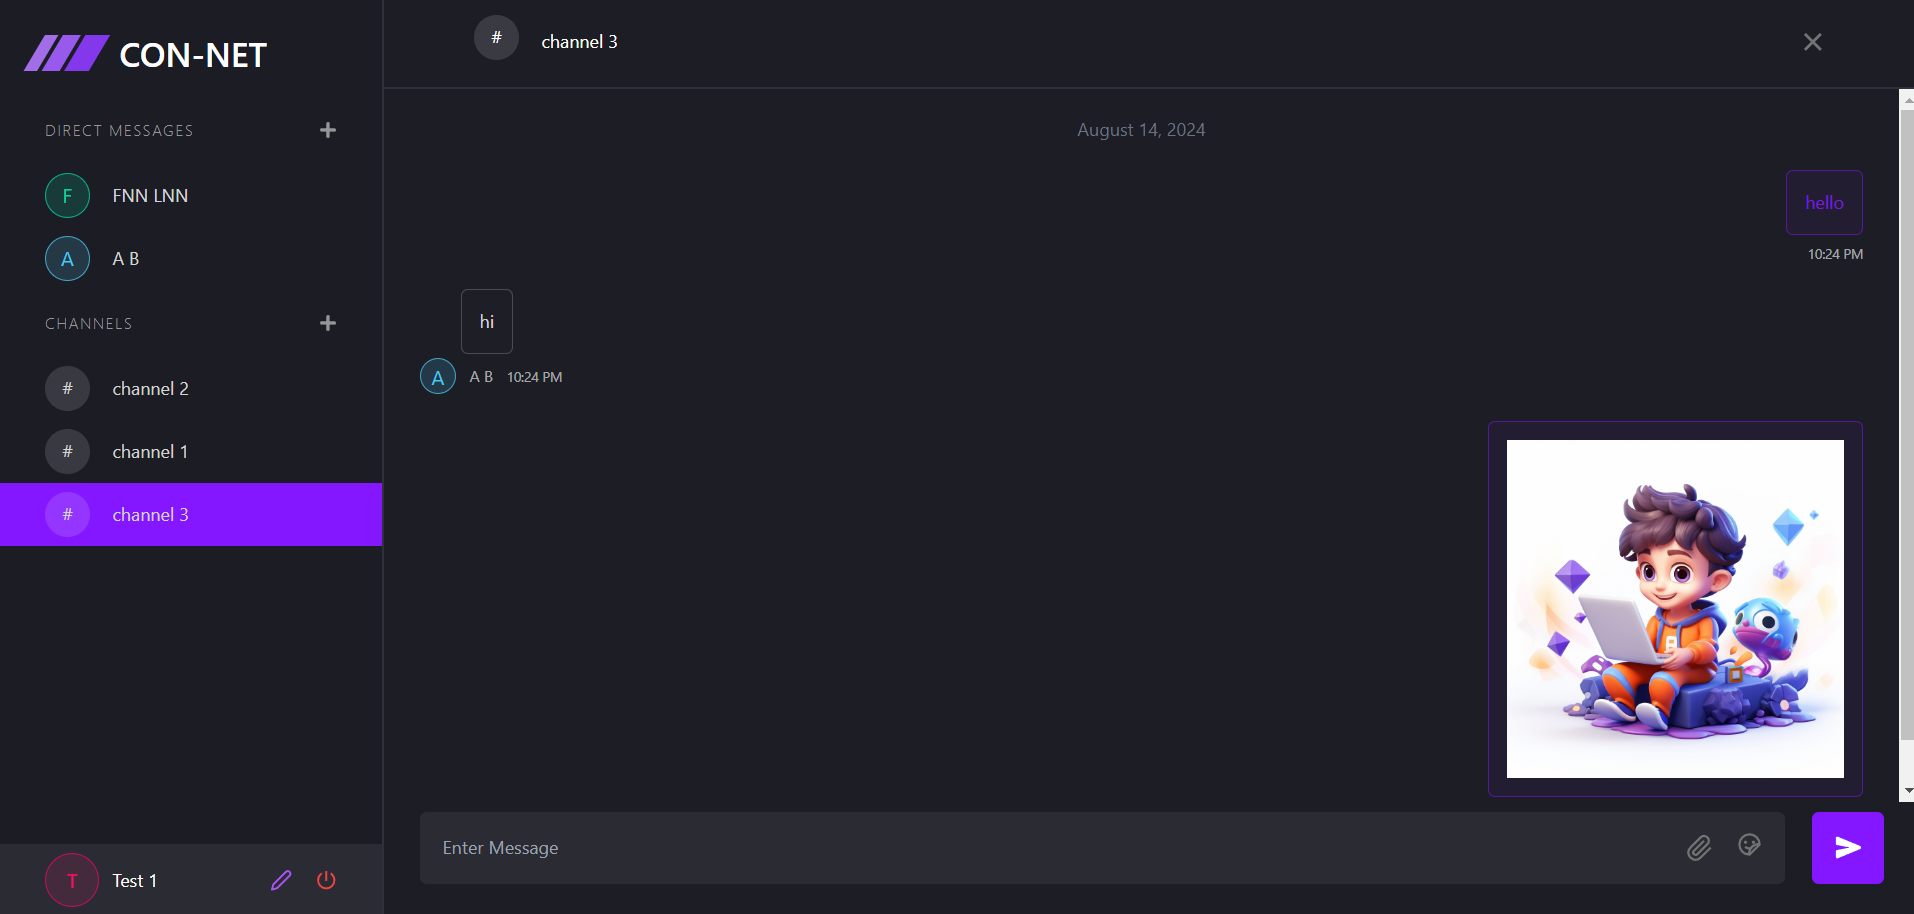 CON-NET
DIRECT MESSAGES
F
FNN LNN
A
A B
CHANNELS
# channel 2
# channel 1
# channel 3
T
Test 1
# channel 3
August 14, 2024
hello
10:24 PM
hi
A
A B 10:24 PM
Enter Message